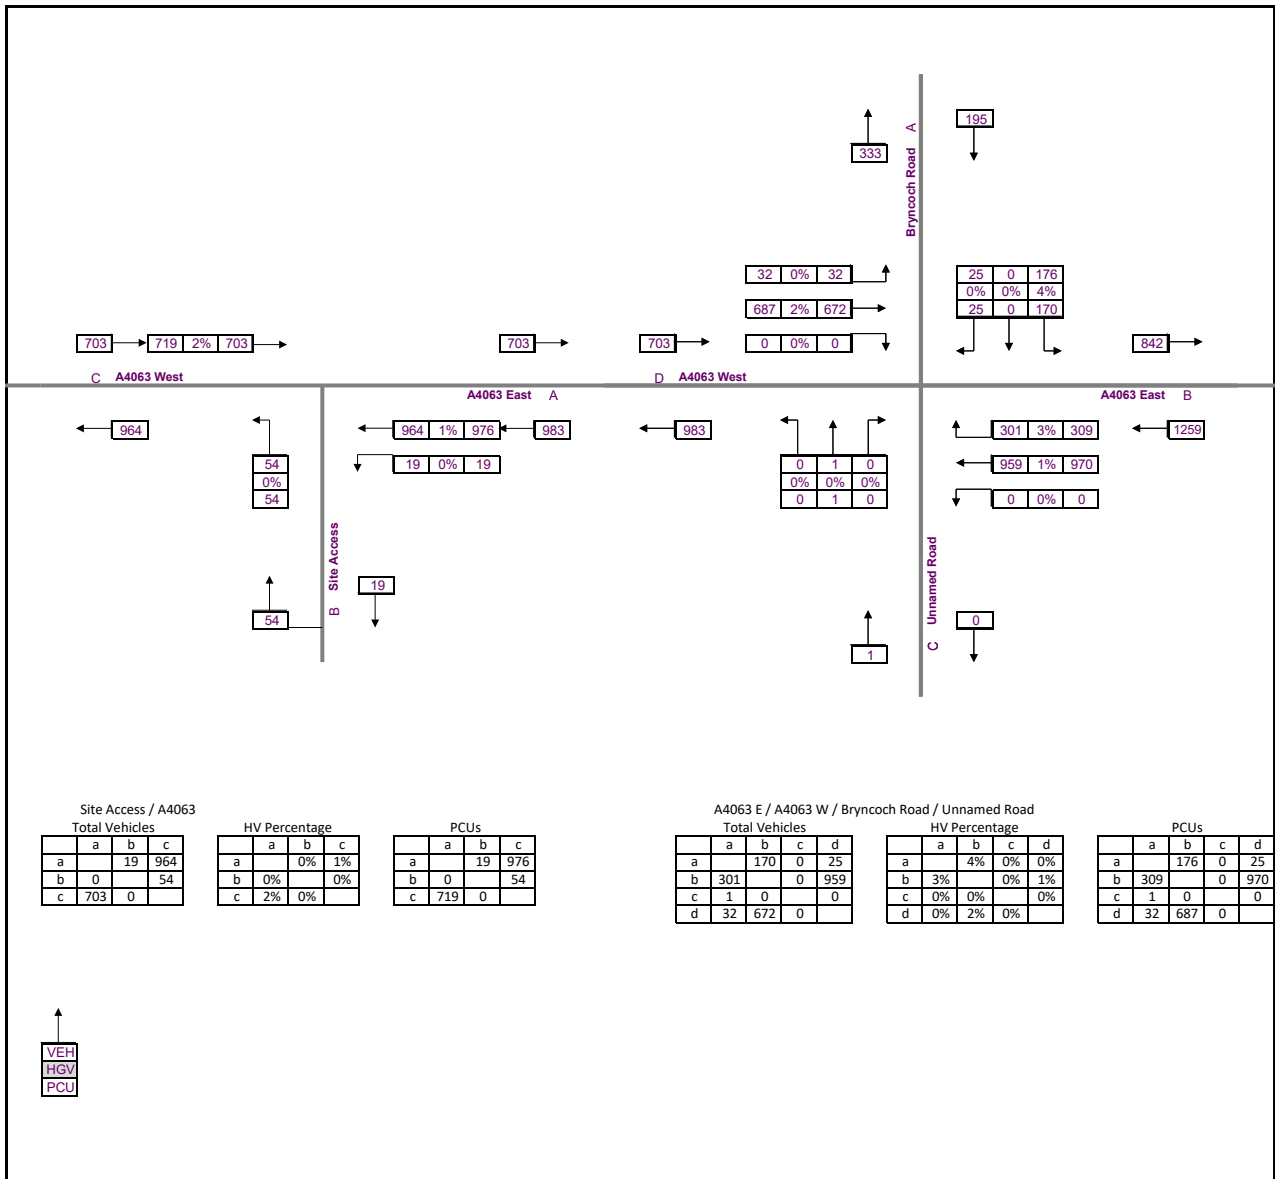 A
195
333
Bryncoch Road
32 0% 32
25 0 176
0% 0% 4%
687 2% 672
25 0 170
703
719 2% 703
703
703
0 0% 0
842
C A4063 West
D A4063 West
A4063 East A
A4063 East B
964
964 1% 976
983
983
301 3% 309
1259
54
0%
54
19 0% 19
0 1 0
0% 0% 0%
0 1 0
959 1% 970
0 0% 0
Site Access
B
19
54
Unnamed Road
C
0
1
Site Access / A4063
Total Vehicles
a b c
a 19 964
b 0 54
c 703 0
HV Percentage
a b c
a 0% 1%
b 0% 0%
c 2% 0%
PCUs
a b c
a 19 976
b 0 54
c 719 0
A4063 E / A4063 W / Bryncoch Road / Unnamed Road
Total Vehicles
a b c d
a 170 0 25
b 301 0 959
c 1 0 0
d 32 672 0
HV Percentage
a b c d
a 4% 0% 0%
b 3% 0% 1%
c 0% 0% 0%
d 0% 2% 0%
PCUs
a b c d
a 176 0 25
b 309 0 970
c 1 0 0
d 32 687 0
VEH
HGV
PCU